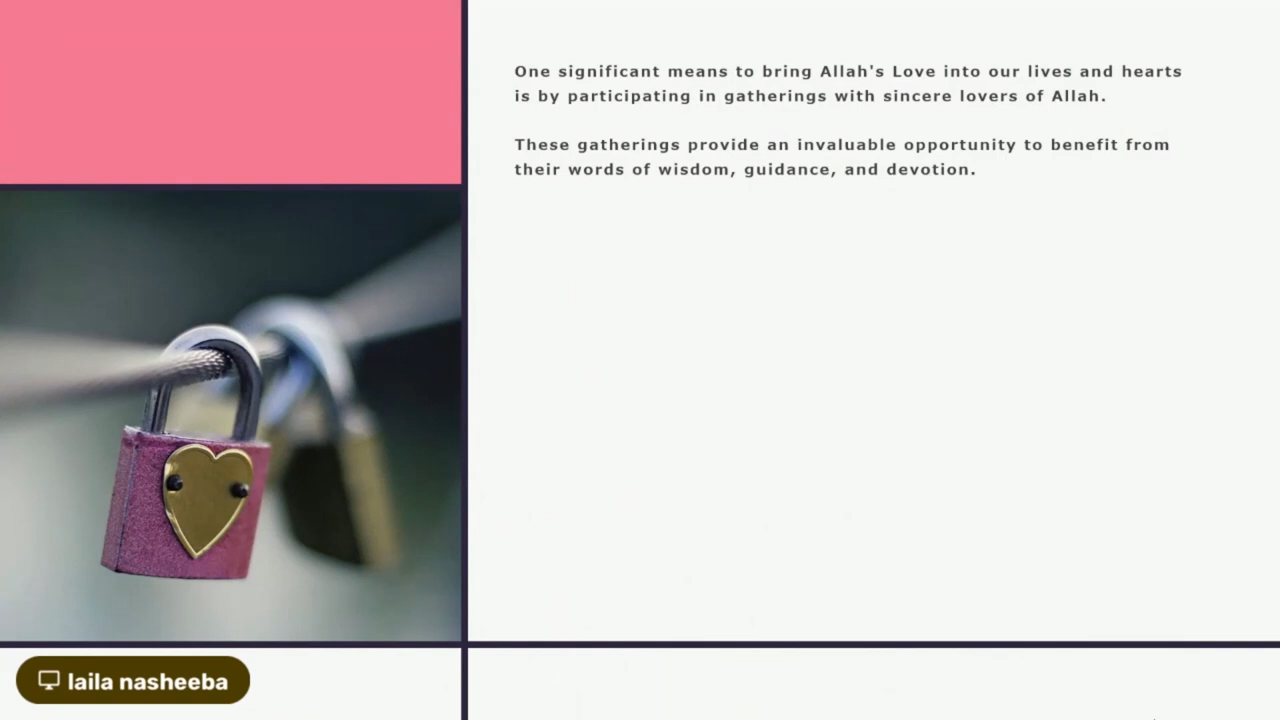 One significant means to bring Allah's Love into our lives and hearts
is by participating in gatherings with sincere lovers of Allah.
These gatherings provide an invaluable opportunity to benefit from
their words of wisdom, guidance, and devotion.
laila nasheeba